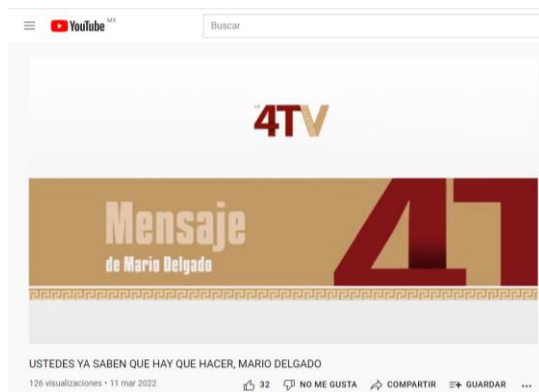 YouTube MX
Buscar
LA
4TV
Mensaje
de Mario Delgado
4T
USTEDES YA SABEN QUE HAY QUE HACER, MARIO DELGADO
126 visualizaciones • 11 mar 2022
32 NO ME GUSTA COMPARTIR GUARDAR ...